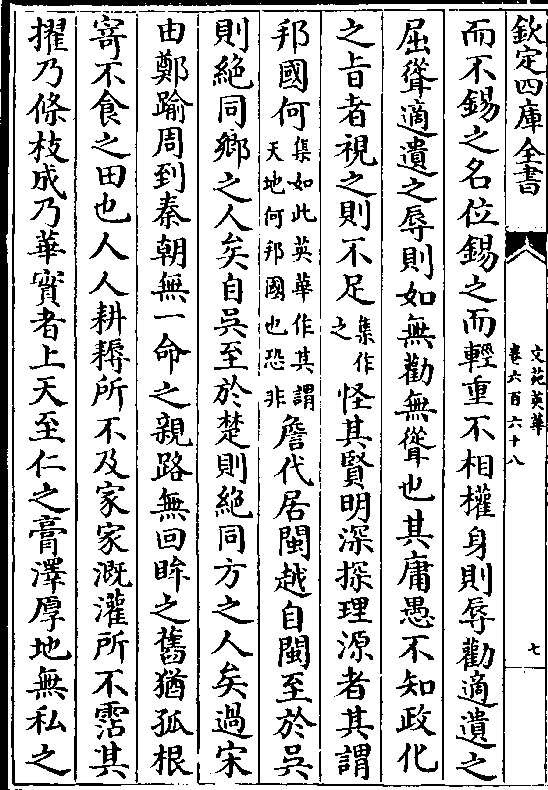 欽定四庫全書
文苑英華
卷六百六十八
七
而不錫之名位錫之而輕重不相權身則辱勸適遺之
屈聳適遺之辱則如無勸無聳也其庸愚不知政化
之旨者視之則不足集作之怪其賢明深探理源者其謂
邦國何集如此英華作其謂天地何邦國也恐非詹代居閩越自閩至於吳
則絶同鄉之人矣自吳至於楚則絶同方之人矣過宋
由鄭踰周到秦朝無一命之親路無回眸之舊猶孤根
寄不食之田也人人耕耨所不及家家溉灌所不霑其
擢乃條枝成乃華實者上天至仁之膏澤厚地無私之